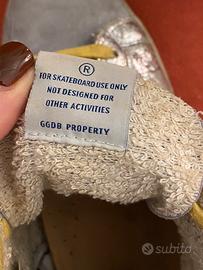 ®
FOR SKATEBOARD USE ONLY
NOT DESIGNED FOR
OTHER ACTIVITIES
GGDB PROPERTY
subito